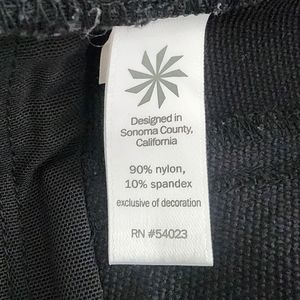 Designed in
Sonoma County,
California
90% nylon,
10% spandex
exclusive of decoration
RN #54023